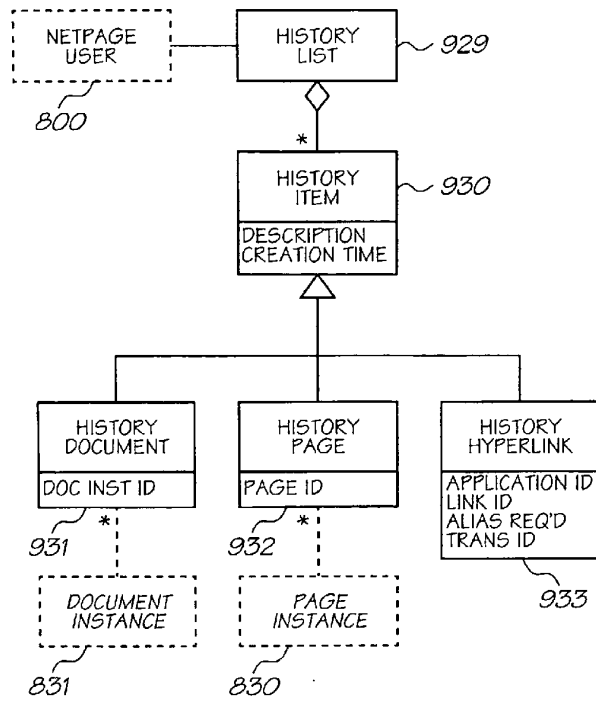 NETPAGE
USER
800
HISTORY
LIST
929
*
HISTORY
ITEM
930
DESCRIPTION
CREATION TIME
HISTORY
DOCUMENT
DOC INST ID
931
*
HISTORY
PAGE
PAGE ID
932
*
HISTORY
HYPERLINK
APPLICATION ID
LINK ID
ALIAS REQ'D
TRANS ID
933
DOCUMENT
INSTANCE
831
PAGE
INSTANCE
830